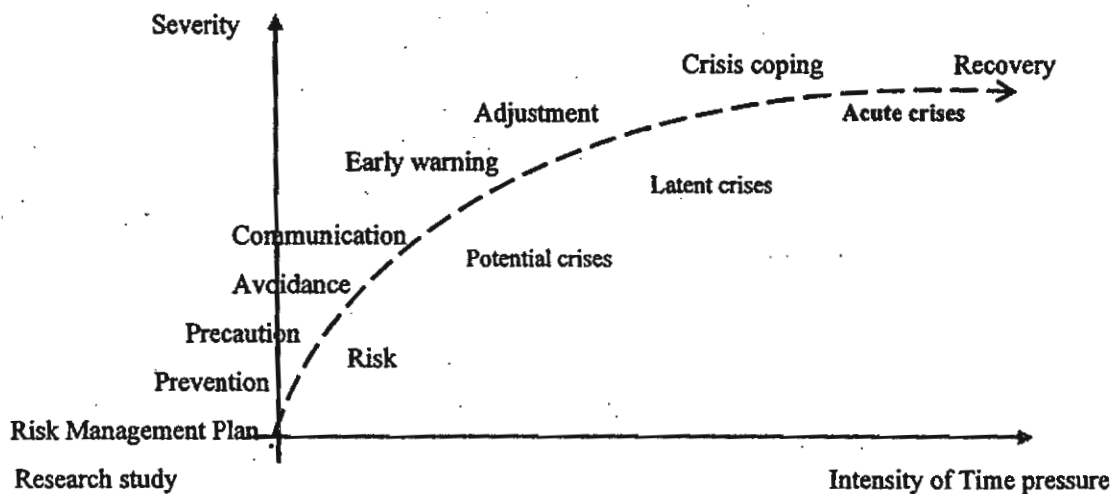 Severity
Crisis coping
Recovery
Adjustment
Acute crises
Early warning
Latent crises
Communication
Potential crises
Avoidance
Precaution
Risk
Prevention
Risk Management Plan
Research study
Intensity of Time pressure